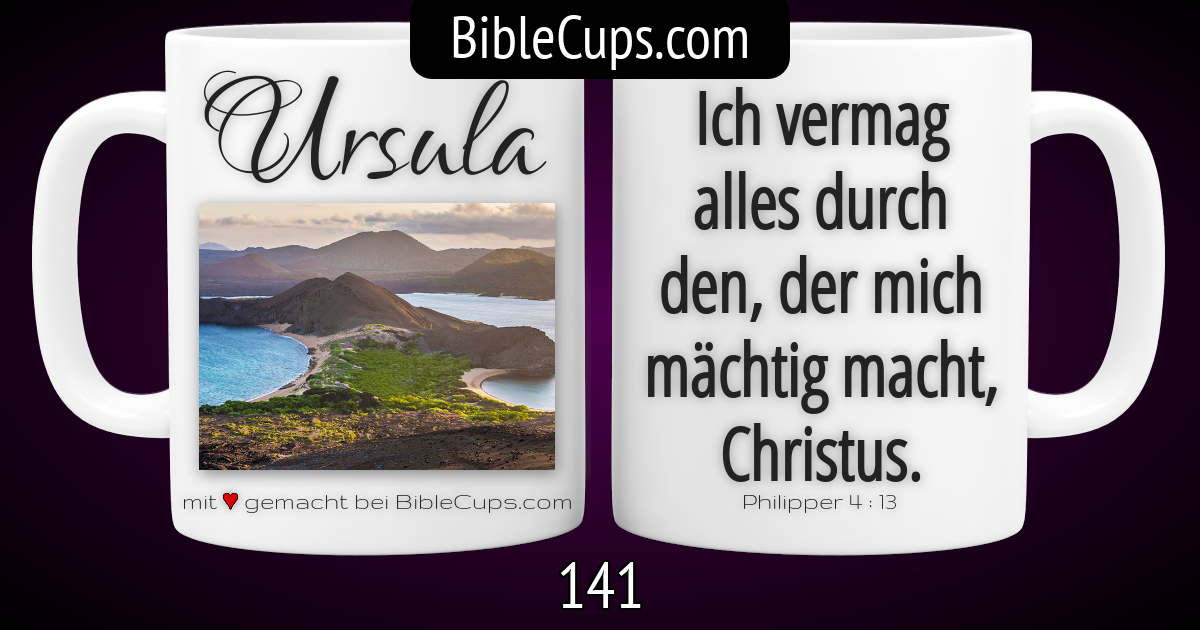 BibleCups.com
Ursula
mit ♥ gemacht bei BibleCups.com
Ich vermag
alles durch
den, der mich
mächtig macht,
Christus.
Philipper 4 : 13
141